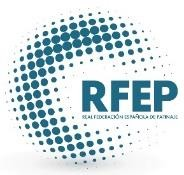 RFEP
REAL FEDERACIÓN ESPAÑOLA DE PATINAJE